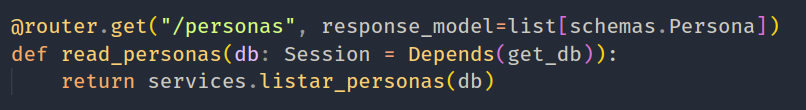 @router.get("/personas", response_model=list[schemas.Persona])
def read_personas(db: Session = Depends(get_db)):
    return services.listar_personas(db)